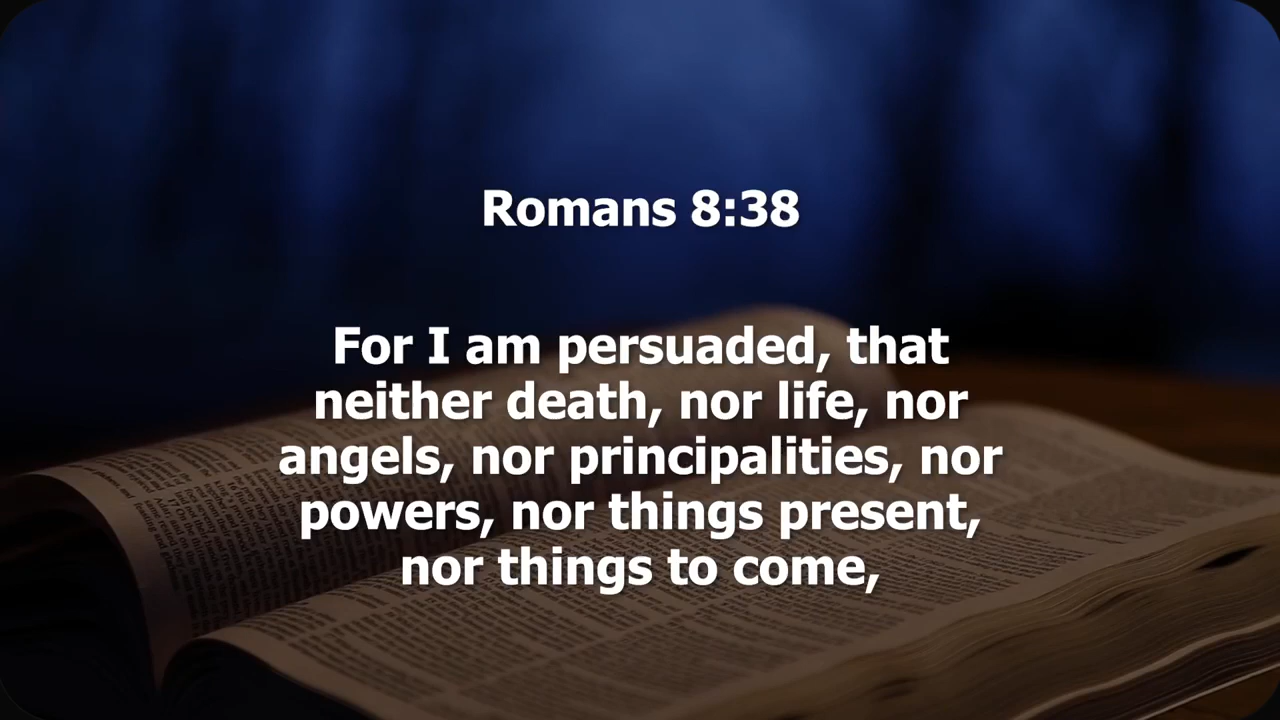 Romans 8:38
For I am persuaded, that
neither death, nor life, nor
angels, nor principalities, nor
powers, nor things present,
nor things to come,